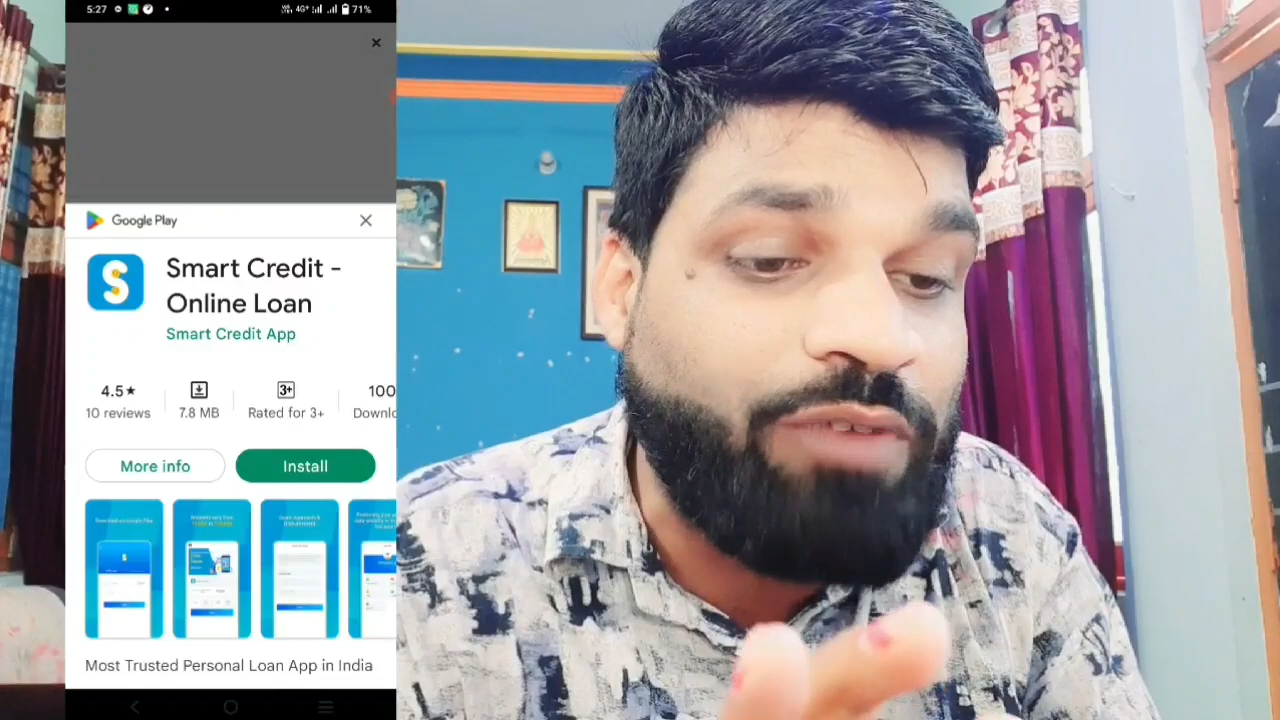 5:27
4G+
71%
Google Play
Smart Credit -
Online Loan
Smart Credit App
4.5★
10 reviews
7.8 MB
3+
Rated for 3+
100
Downlo
More info
Install
Most Trusted Personal Loan App in India